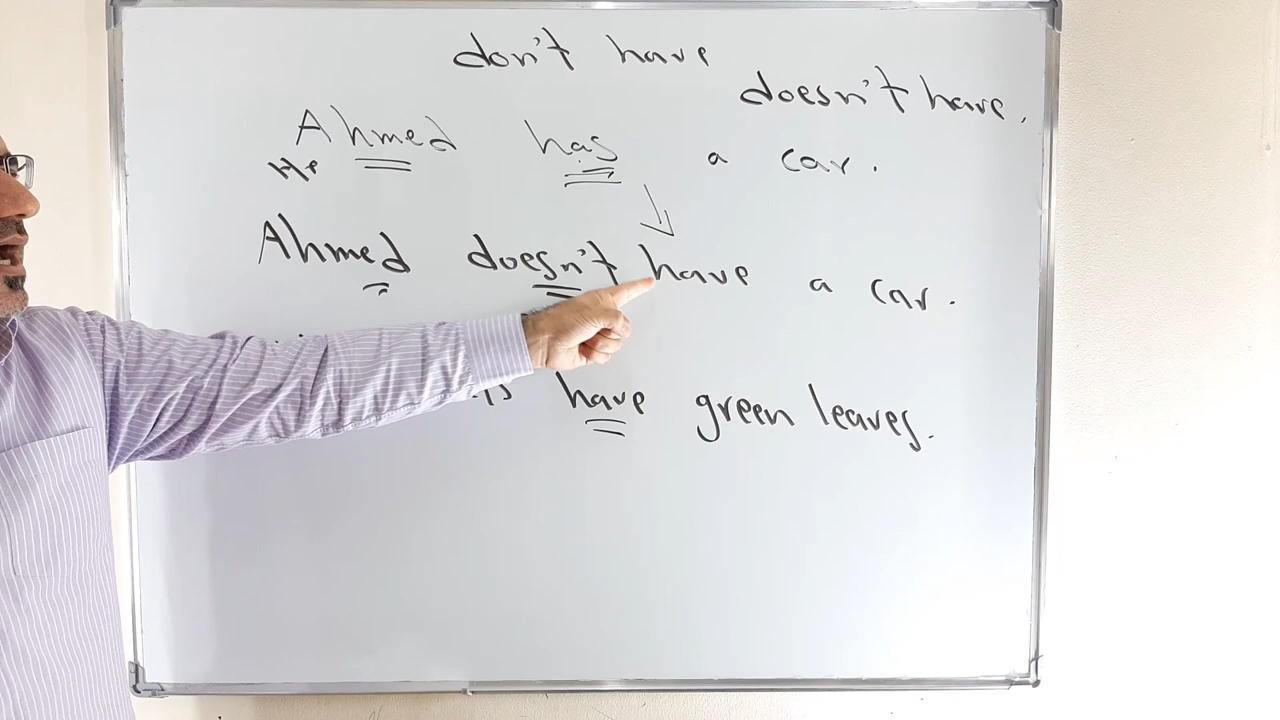 don't have
doesn't have.
Ahmed has a car.
He
Ahmed doesn't have a car.
have green leaves.